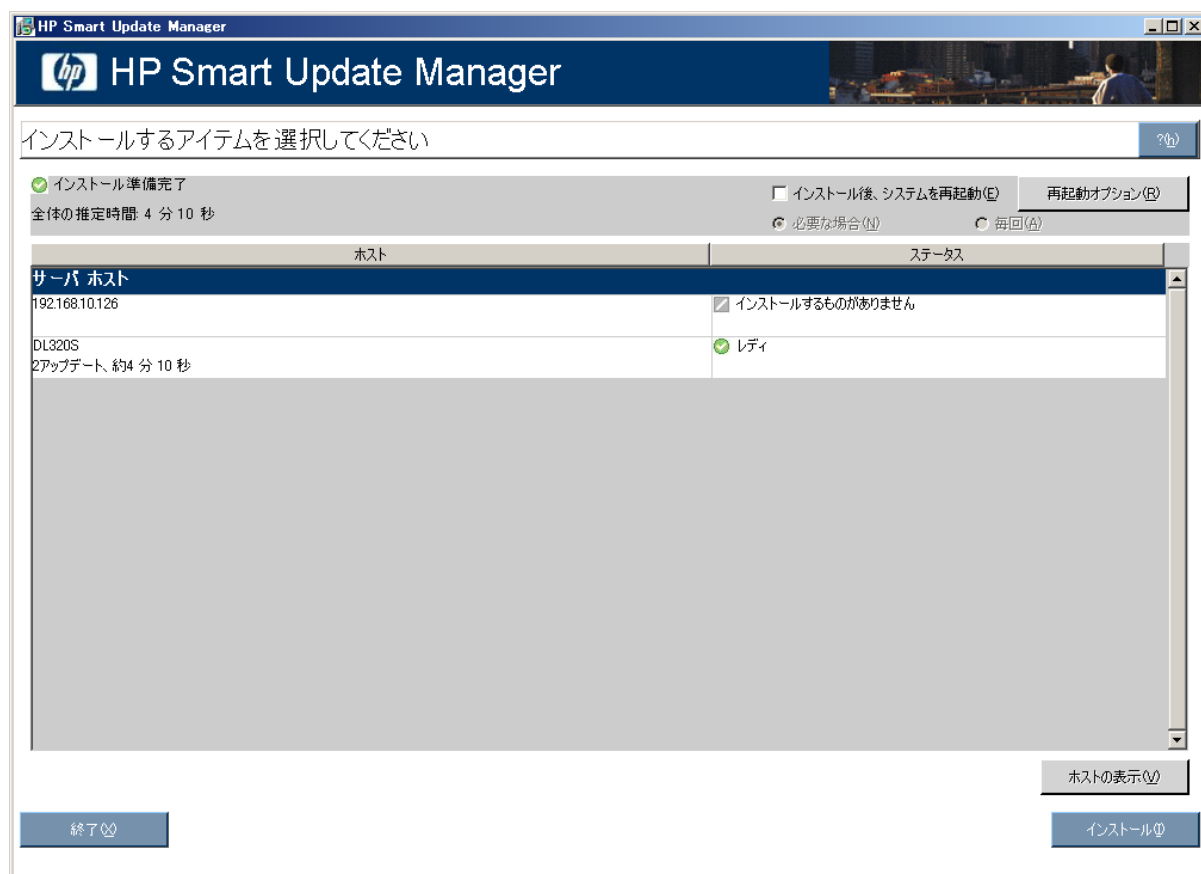 HP Smart Update Manager
hp HP Smart Update Manager
インストールするアイテムを選択してください
?(h)
インストール準備完了
全体の推定時間: 4 分 10 秒
インストール後、システムを再起動(E)
再起動オプション(R)
必要な場合(N)
毎回(A)
ホスト
ステータス
サーバ ホスト
192.168.10.126
インストールするものがありません
DL320S
レディ
2アップデート、約4 分 10 秒
ホストの表示(V)
終了(X)
インストール(I)